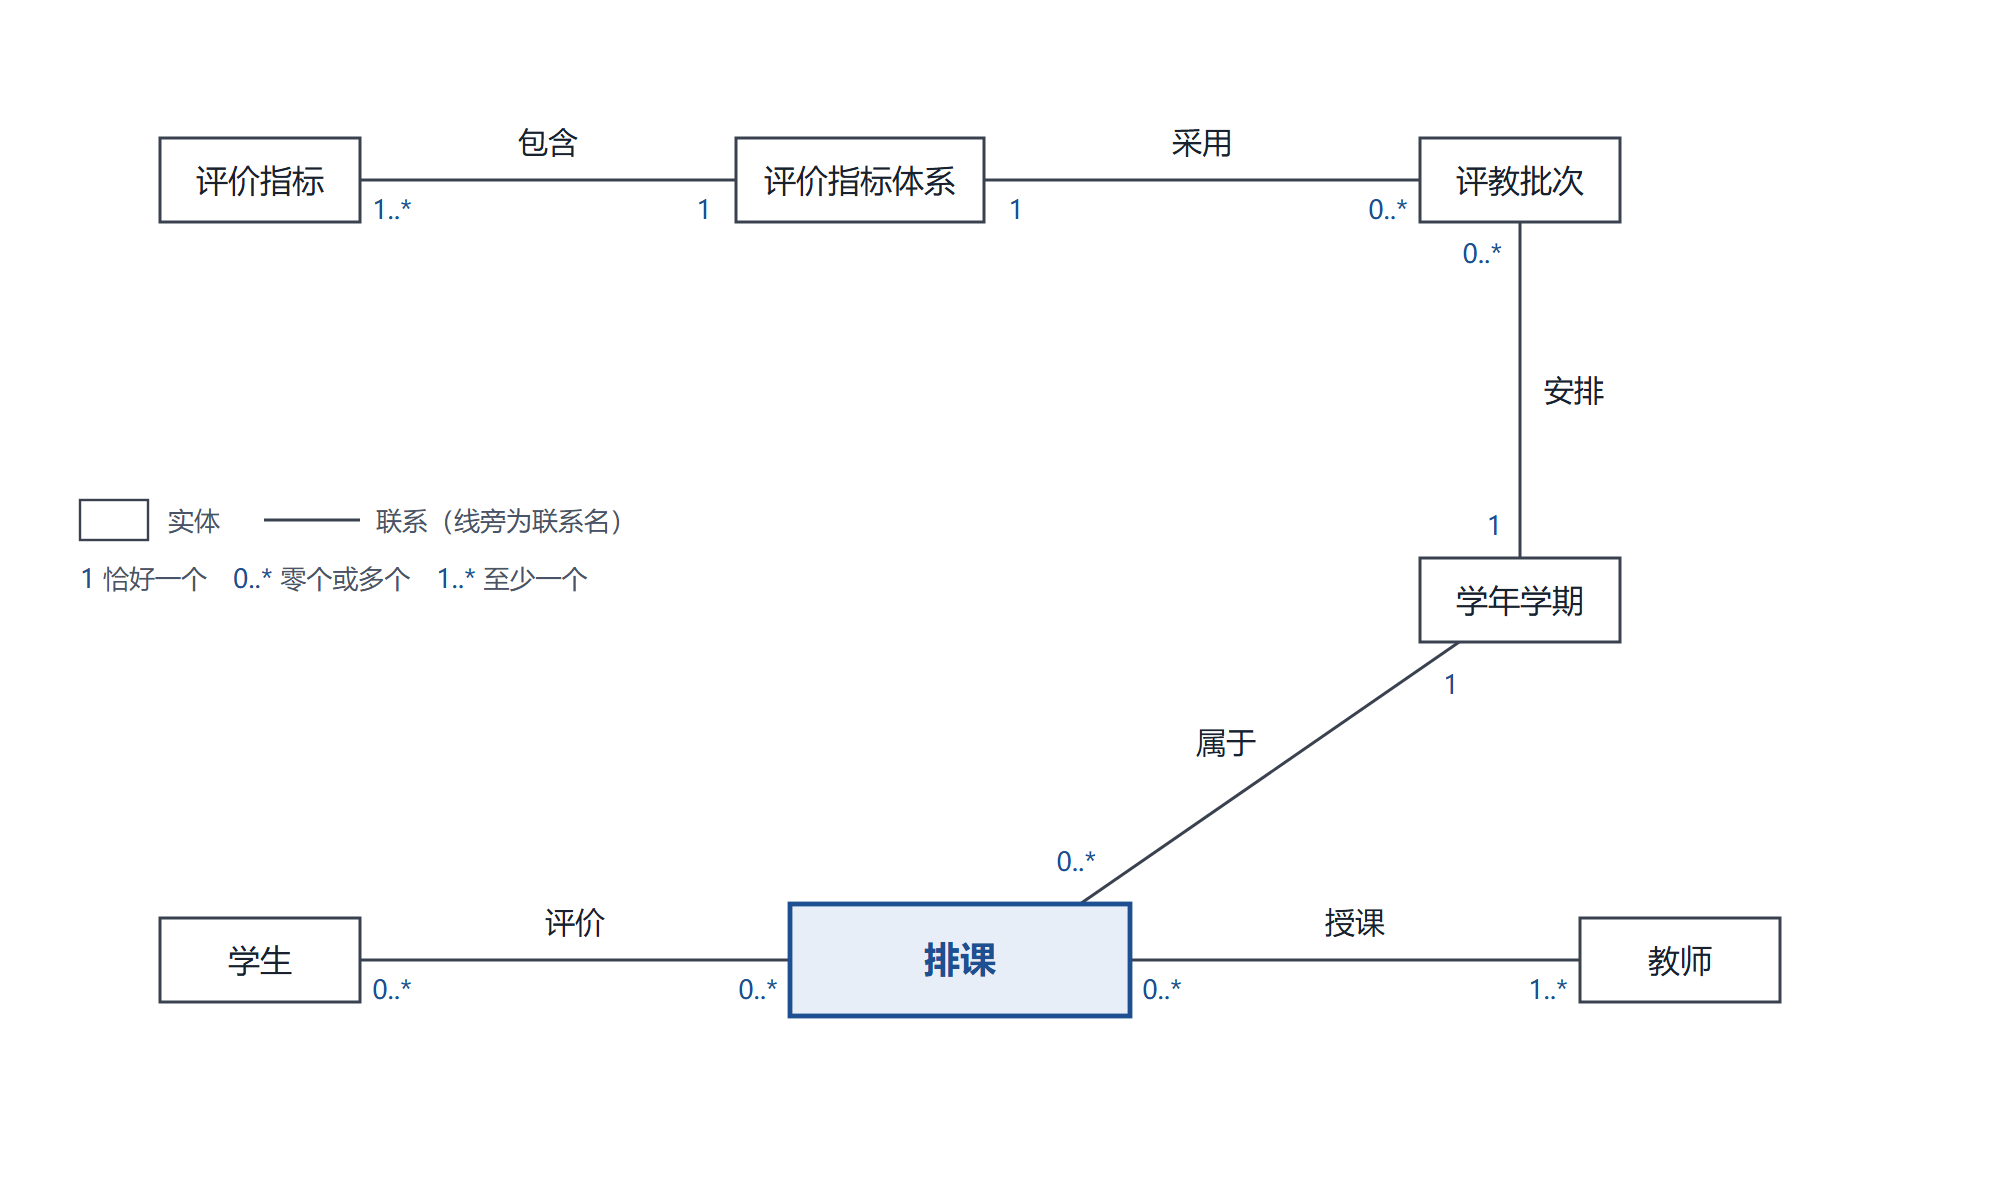 包含
采用
评价指标
评价指标体系
评教批次
1..*
1
1
0..*
0..*
安排
实体
联系（线旁为联系名）
1
1 恰好一个 0..* 零个或多个 1..* 至少一个
学年学期
1
属于
0..*
评价
授课
学生
排课
教师
0..*
0..*
0..*
1..*